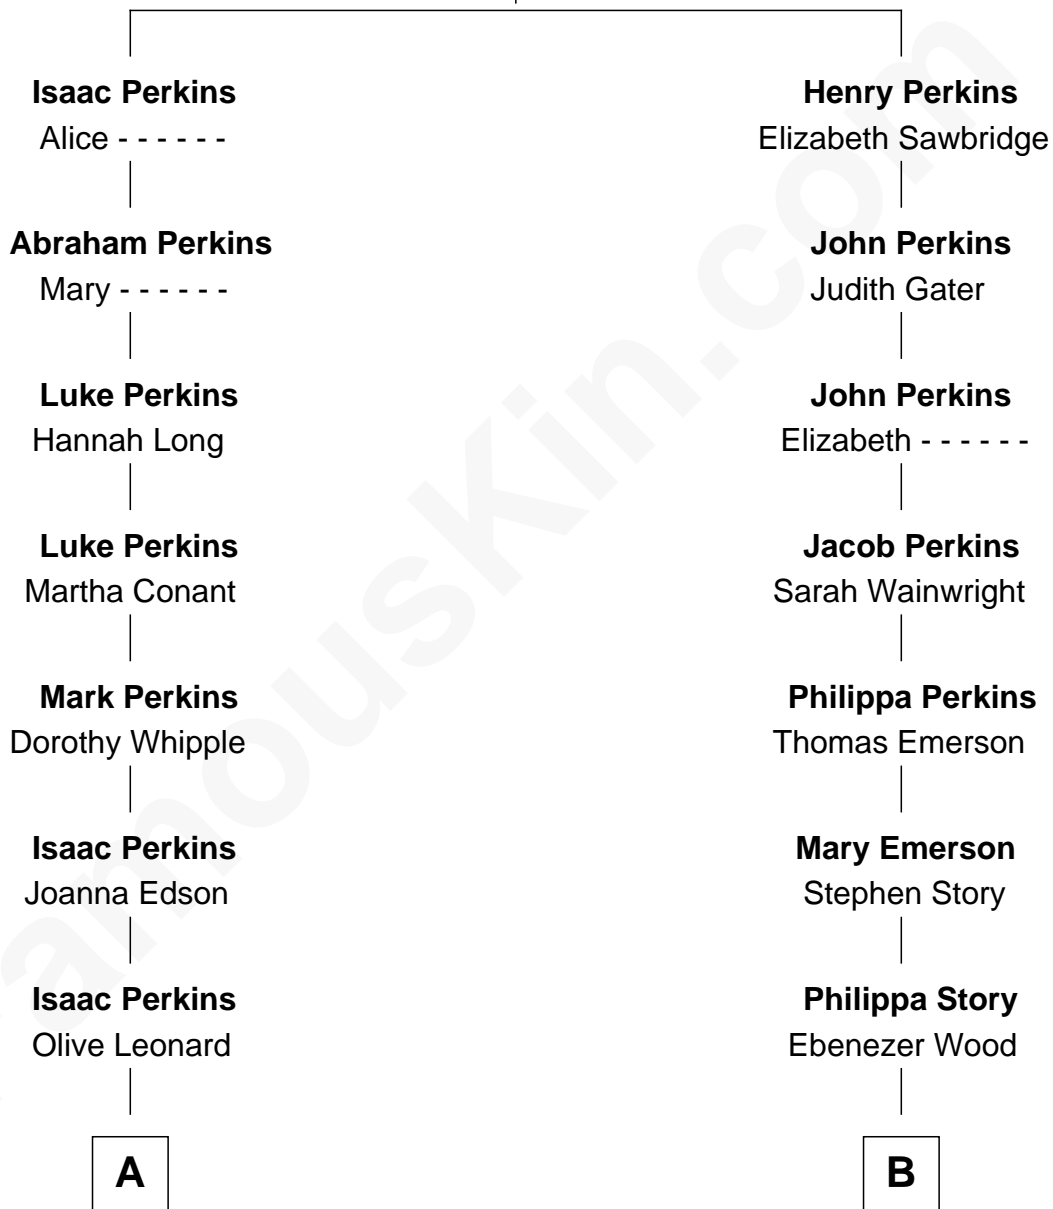 Isaac Perkins
Alice - - - - - -
Henry Perkins
Elizabeth Sawbridge
Abraham Perkins
Mary - - - - - -
John Perkins
Judith Gater
Luke Perkins
Hannah Long
John Perkins
Elizabeth - - - - - -
Luke Perkins
Martha Conant
Jacob Perkins
Sarah Wainwright
Mark Perkins
Dorothy Whipple
Philippa Perkins
Thomas Emerson
Isaac Perkins
Joanna Edson
Mary Emerson
Stephen Story
Isaac Perkins
Olive Leonard
Philippa Story
Ebenezer Wood
A
B
amouskin.com